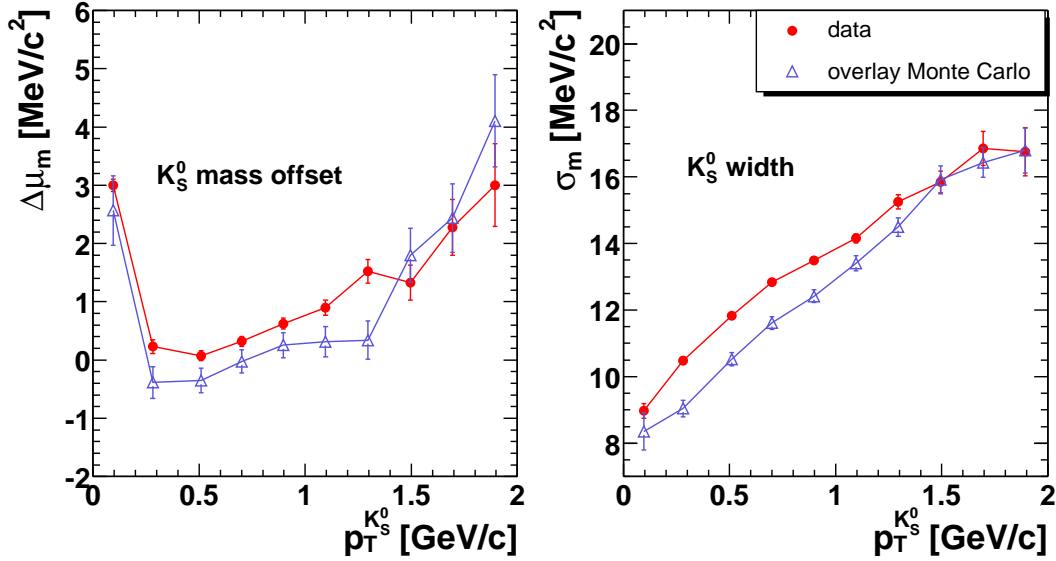 Δμm [MeV/c²]
6
5
4
3
2
1
0
-1
-2
K⁰S mass offset
0 0.5 1 1.5 2
pT^K⁰S [GeV/c]
σm [MeV/c²]
20
18
16
14
12
10
8
data
overlay Monte Carlo
K⁰S width
0 0.5 1 1.5 2
pT^K⁰S [GeV/c]